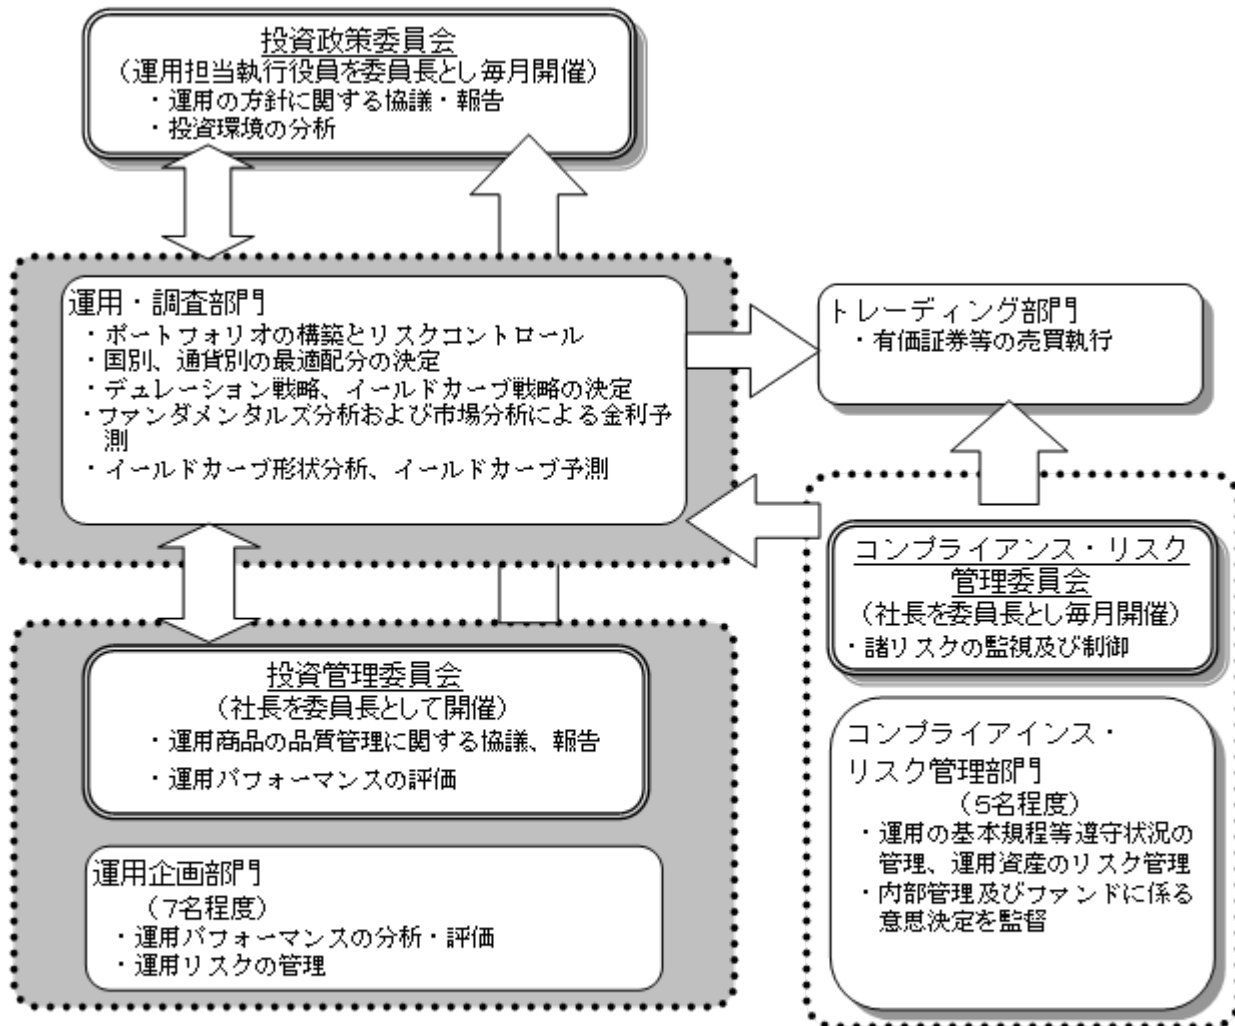 投資政策委員会
（運用担当執行役員を委員長とし毎月開催）
・運用の方針に関する協議・報告
・投資環境の分析
運用・調査部門
・ポートフォリオの構築とリスクコントロール
・国別、通貨別の最適配分の決定
・デュレーション戦略、イールドカーブ戦略の決定
・ファンダメンタルズ分析および市場分析による金利予
測
・イールドカーブ形状分析、イールドカーブ予測
トレーディング部門
・有価証券等の売買執行
コンプライアンス・リスク
管理委員会
（社長を委員長とし毎月開催）
・諸リスクの監視及び制御
投資管理委員会
（社長を委員長として開催）
・運用商品の品質管理に関する協議、報告
・運用パフォーマンスの評価
コンプライアインス・
リスク管理部門
（5名程度）
・運用の基本規程等遵守状況の
管理、運用資産のリスク管理
・内部管理及びファンドに係る
意思決定を監督
運用企画部門
（7名程度）
・運用パフォーマンスの分析・評価
・運用リスクの管理